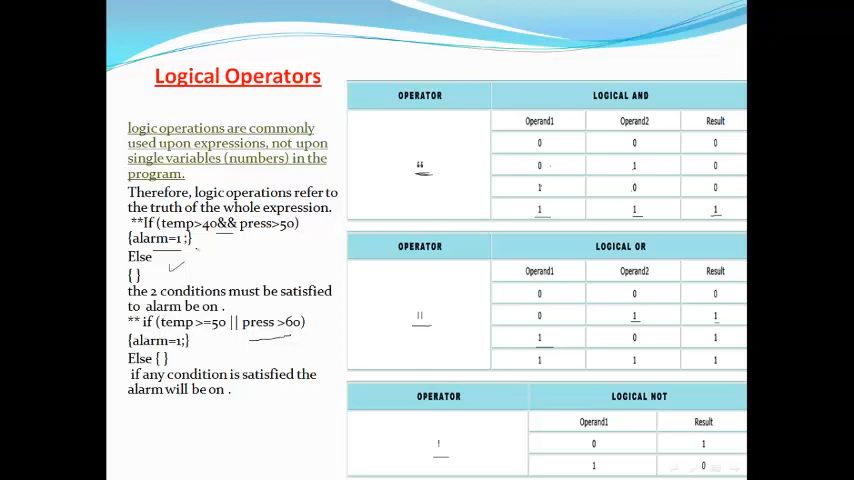 Logical Operators
logic operations are commonly
used upon expressions, not upon
single variables (numbers) in the
program.
Therefore, logic operations refer to
the truth of the whole expression.
**If (temp>40&& press>50)
{alarm=1 ;}
Else
{ }
the 2 conditions must be satisfied
to alarm be on .
** if (temp >=50 || press >60)
{alarm=1;}
Else { }
if any condition is satisfied the
alarm will be on .
OPERATOR LOGICAL AND
Operand1 Operand2 Result
0 0 0
0 1 0
&&
1 0 0
1 1 1
OPERATOR LOGICAL OR
Operand1 Operand2 Result
0 0 0
|| 0 1 1
1 0 1
1 1 1
OPERATOR LOGICAL NOT
Operand1 Result
! 0 1
1 0